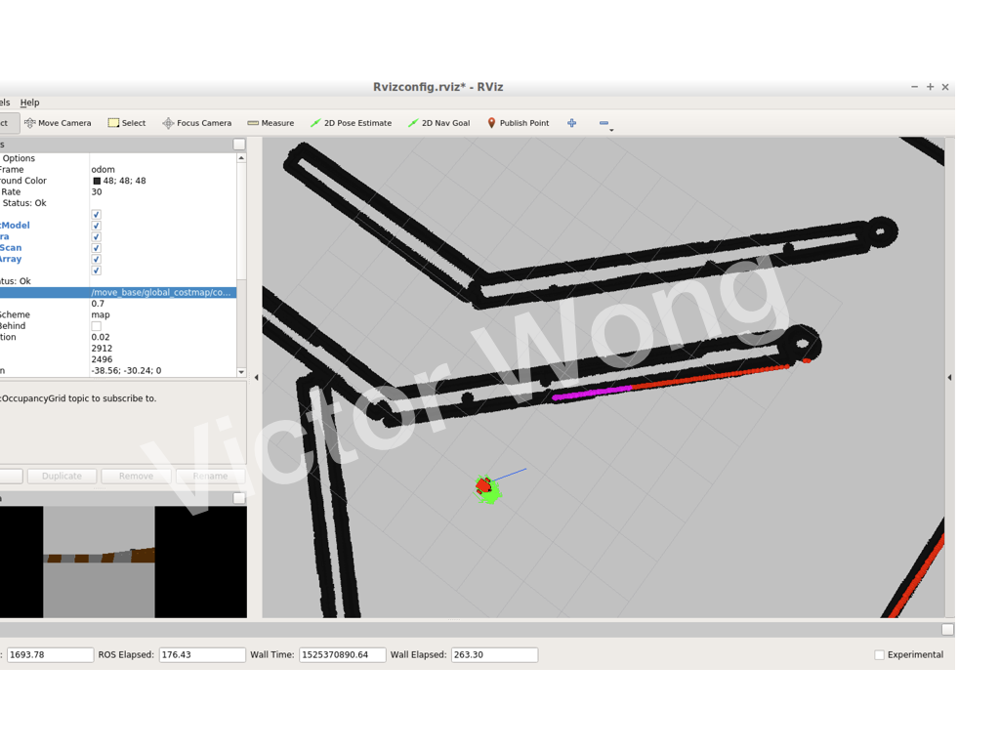 Rvizconfig.rviz* - RViz
els Help
ct Move Camera Select Focus Camera Measure 2D Pose Estimate 2D Nav Goal Publish Point
s
Options
Frame odom
ound Color 48; 48; 48
Rate 30
Status: Ok
tModel
ra
Scan
Array
tus: Ok
/move_base/global_costmap/co...
0.7
Scheme map
Behind
tion 0.02
2912
2496
n -38.56; -30.24; 0
:OccupancyGrid topic to subscribe to.
Duplicate Remove Rename
a
Victor Wong
: 1693.78 ROS Elapsed: 176.43 Wall Time: 1525370890.64 Wall Elapsed: 263.30 Experimental